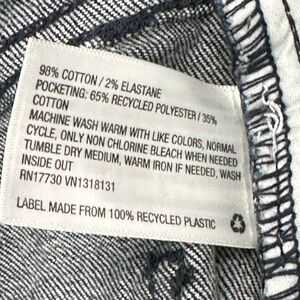 98% COTTON / 2% ELASTANE
POCKETING: 65% RECYCLED POLYESTER / 35%
COTTON
MACHINE WASH WARM WITH LIKE COLORS, NORMAL
CYCLE, ONLY NON CHLORINE BLEACH WHEN NEEDED
TUMBLE DRY MEDIUM, WARM IRON IF NEEDED, WASH
INSIDE OUT
RN17730 VN1318131
LABEL MADE FROM 100% RECYCLED PLASTIC